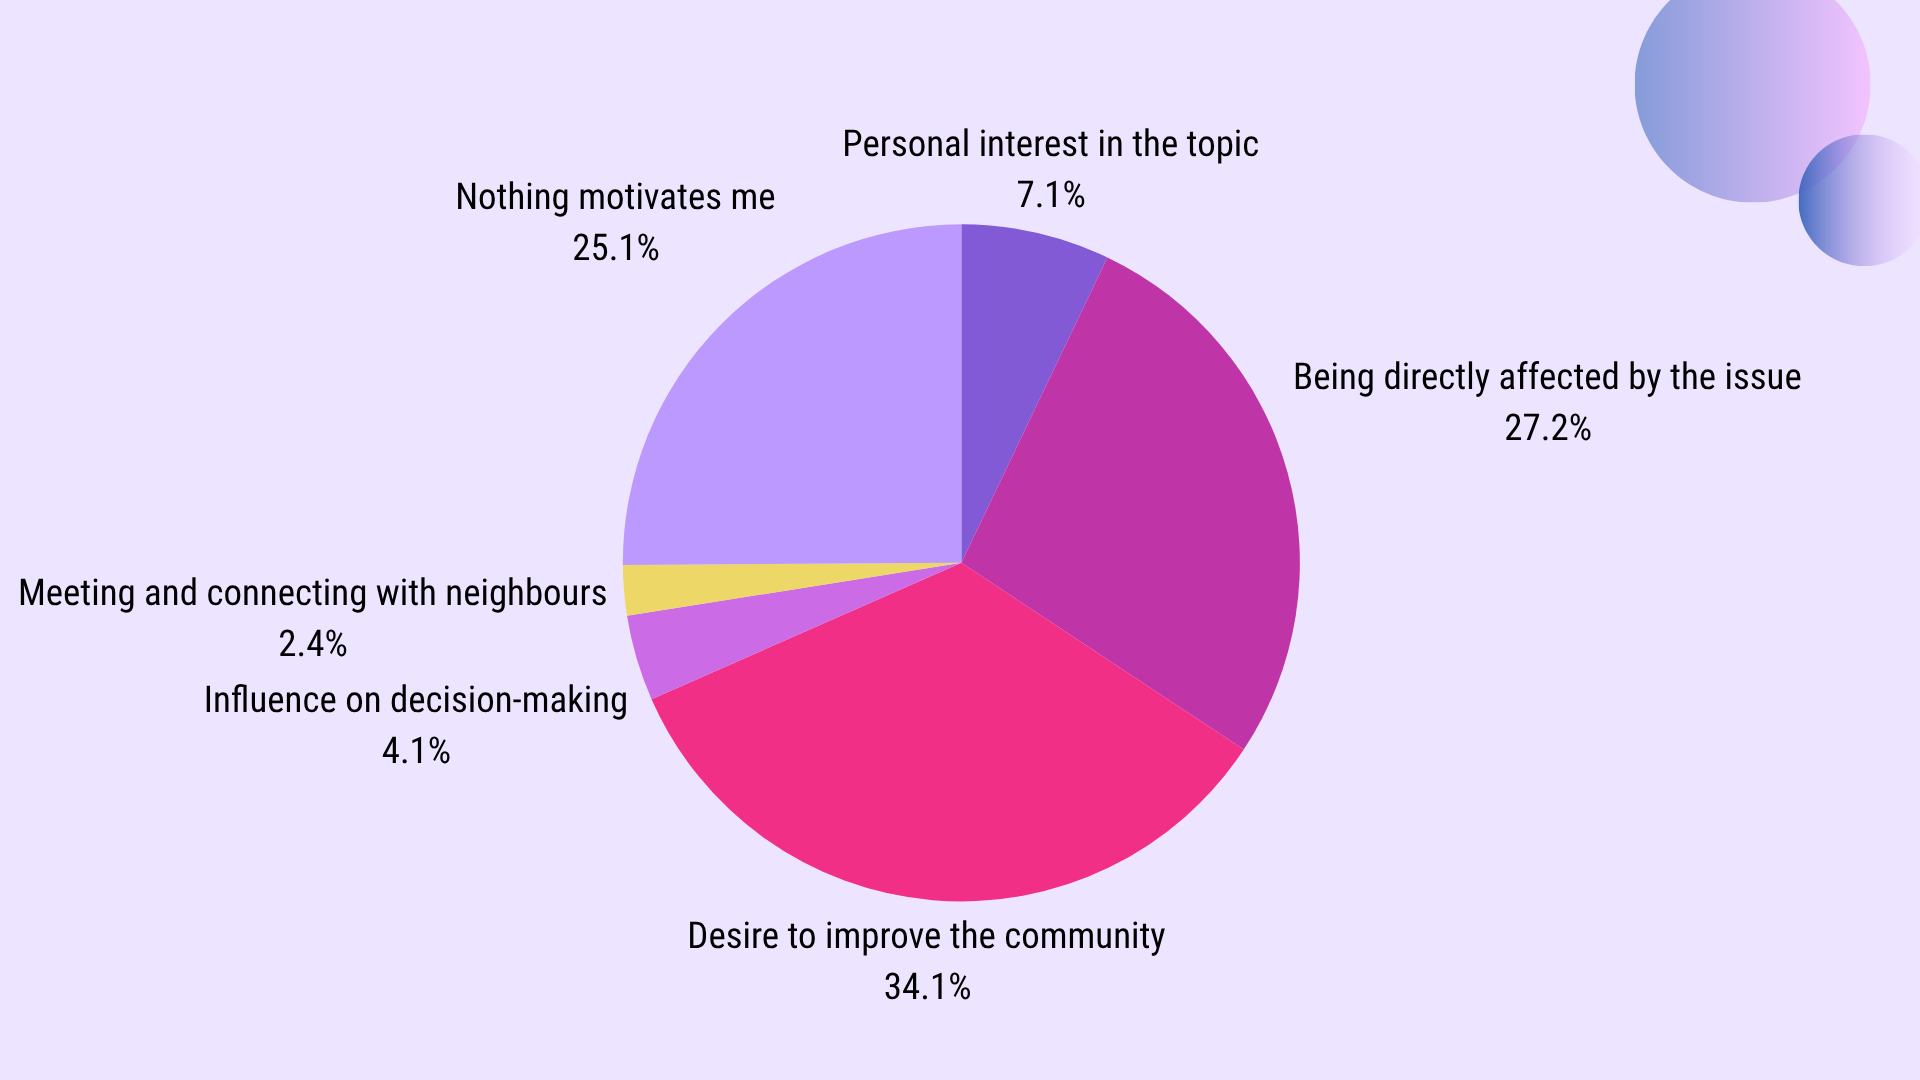 Personal interest in the topic
7.1%
Nothing motivates me
25.1%
Being directly affected by the issue
27.2%
Meeting and connecting with neighbours
2.4%
Influence on decision-making
4.1%
Desire to improve the community
34.1%